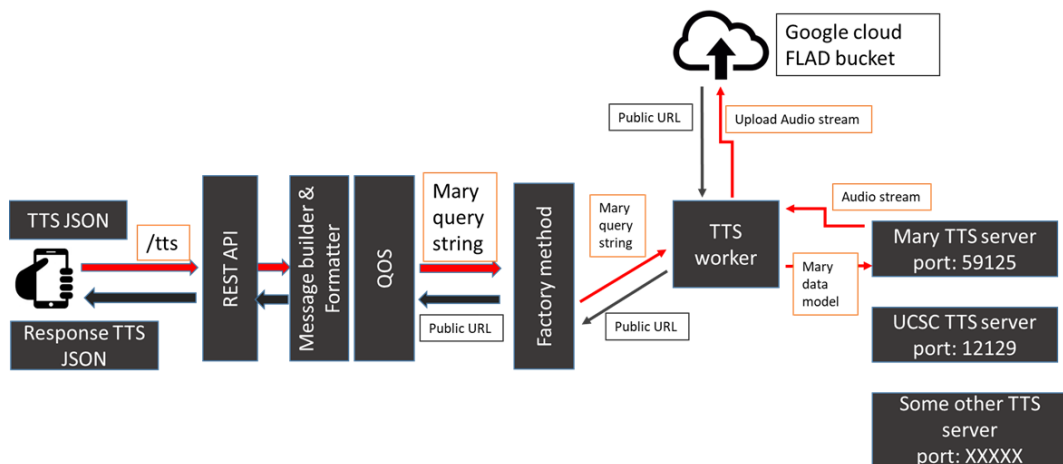 Google cloud
FLAD bucket
Public URL
Upload Audio stream
TTS JSON
/tts
REST API
Message builder &
Formatter
QOS
Mary
query
string
Public URL
Factory method
Mary
query
string
Public URL
TTS
worker
Audio stream
Mary
data
model
Mary TTS server
port: 59125
UCSC TTS server
port: 12129
Some other TTS
server
port: XXXXX
Response TTS
JSON